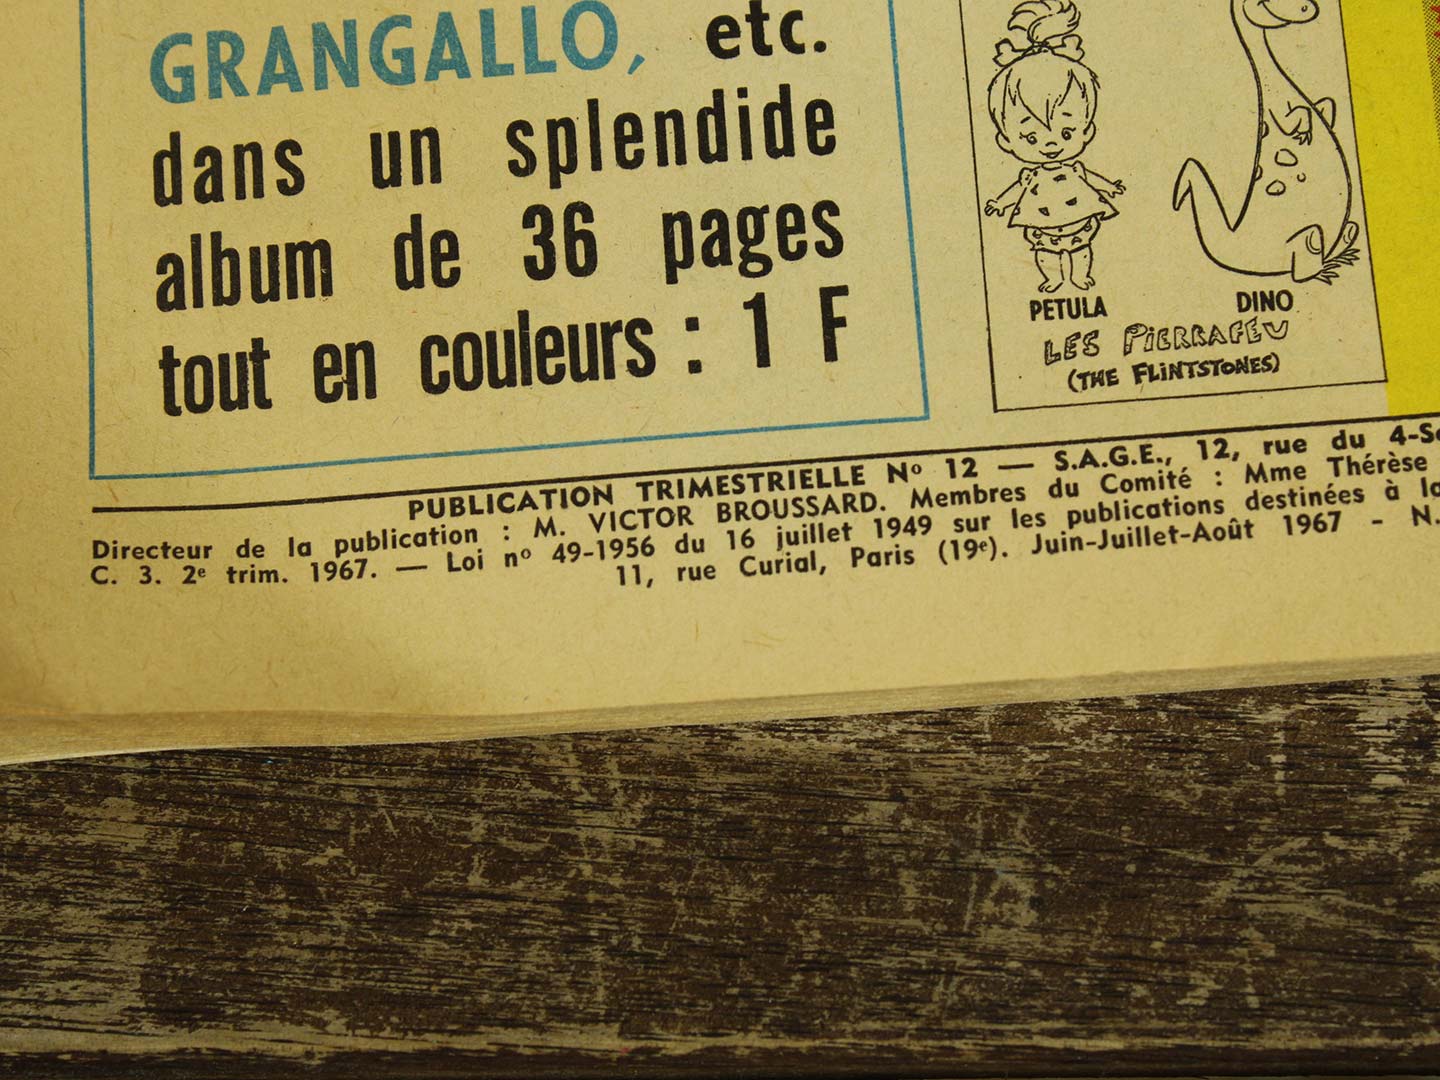 GRANGALLO, etc.
dans un splendide
album de 36 pages
tout en couleurs : 1 F
PETULA DINO
LES PIERRAFEU
(THE FLINTSTONES)
PUBLICATION TRIMESTRIELLE No 12 — S.A.G.E., 12, rue du
Directeur de la publication : M. VICTOR BROUSSARD. Membres du Comité : Mme Thérèse
C. 3. 2e trim. 1967. — Loi no 49-1956 du 16 juillet 1949 sur les publications destinées à
11, rue Curial, Paris (19e). Juin-Juillet-Août 1967 - N.